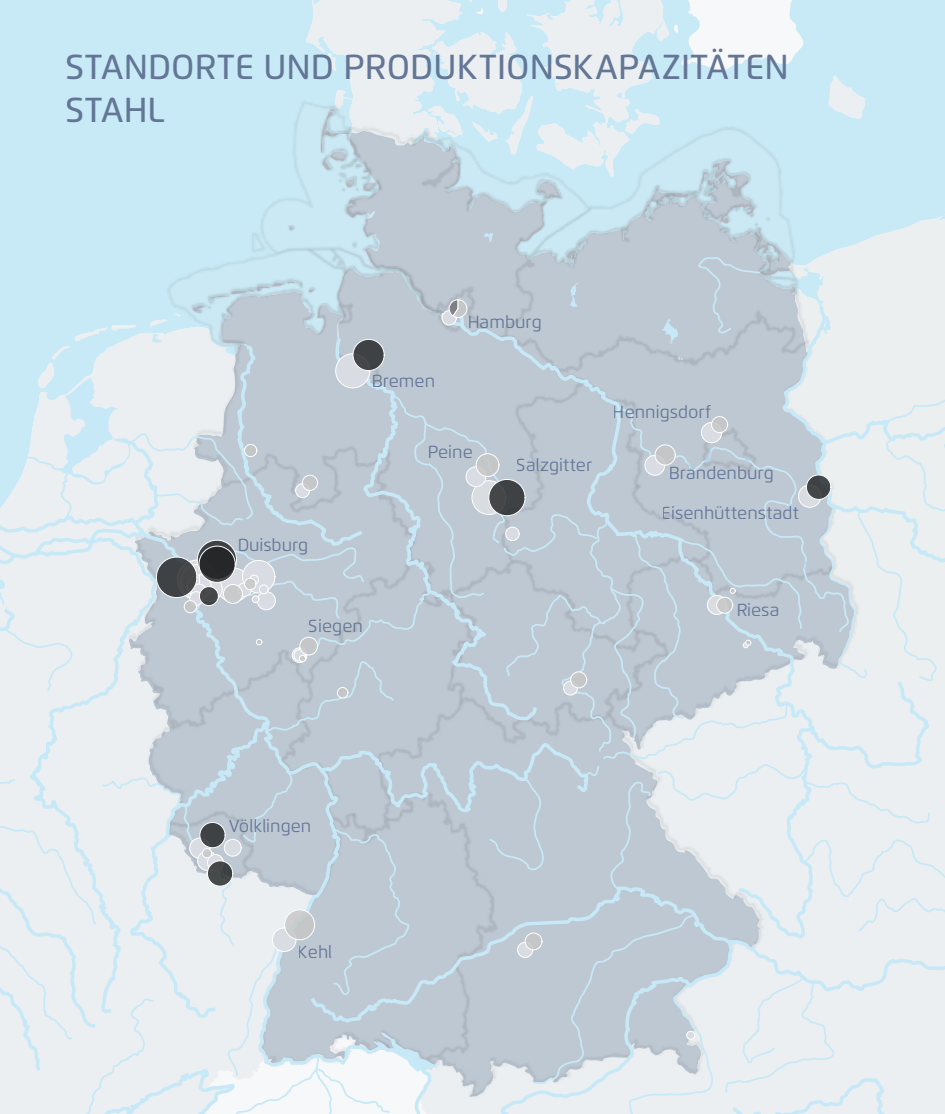 STANDORTE UND PRODUKTIONSKAPAZITÄTEN
STAHL
Hamburg
Bremen
Hennigsdorf
Peine
Salzgitter
Brandenburg
Eisenhüttenstadt
Duisburg
Riesa
Siegen
Völklingen
Kehl